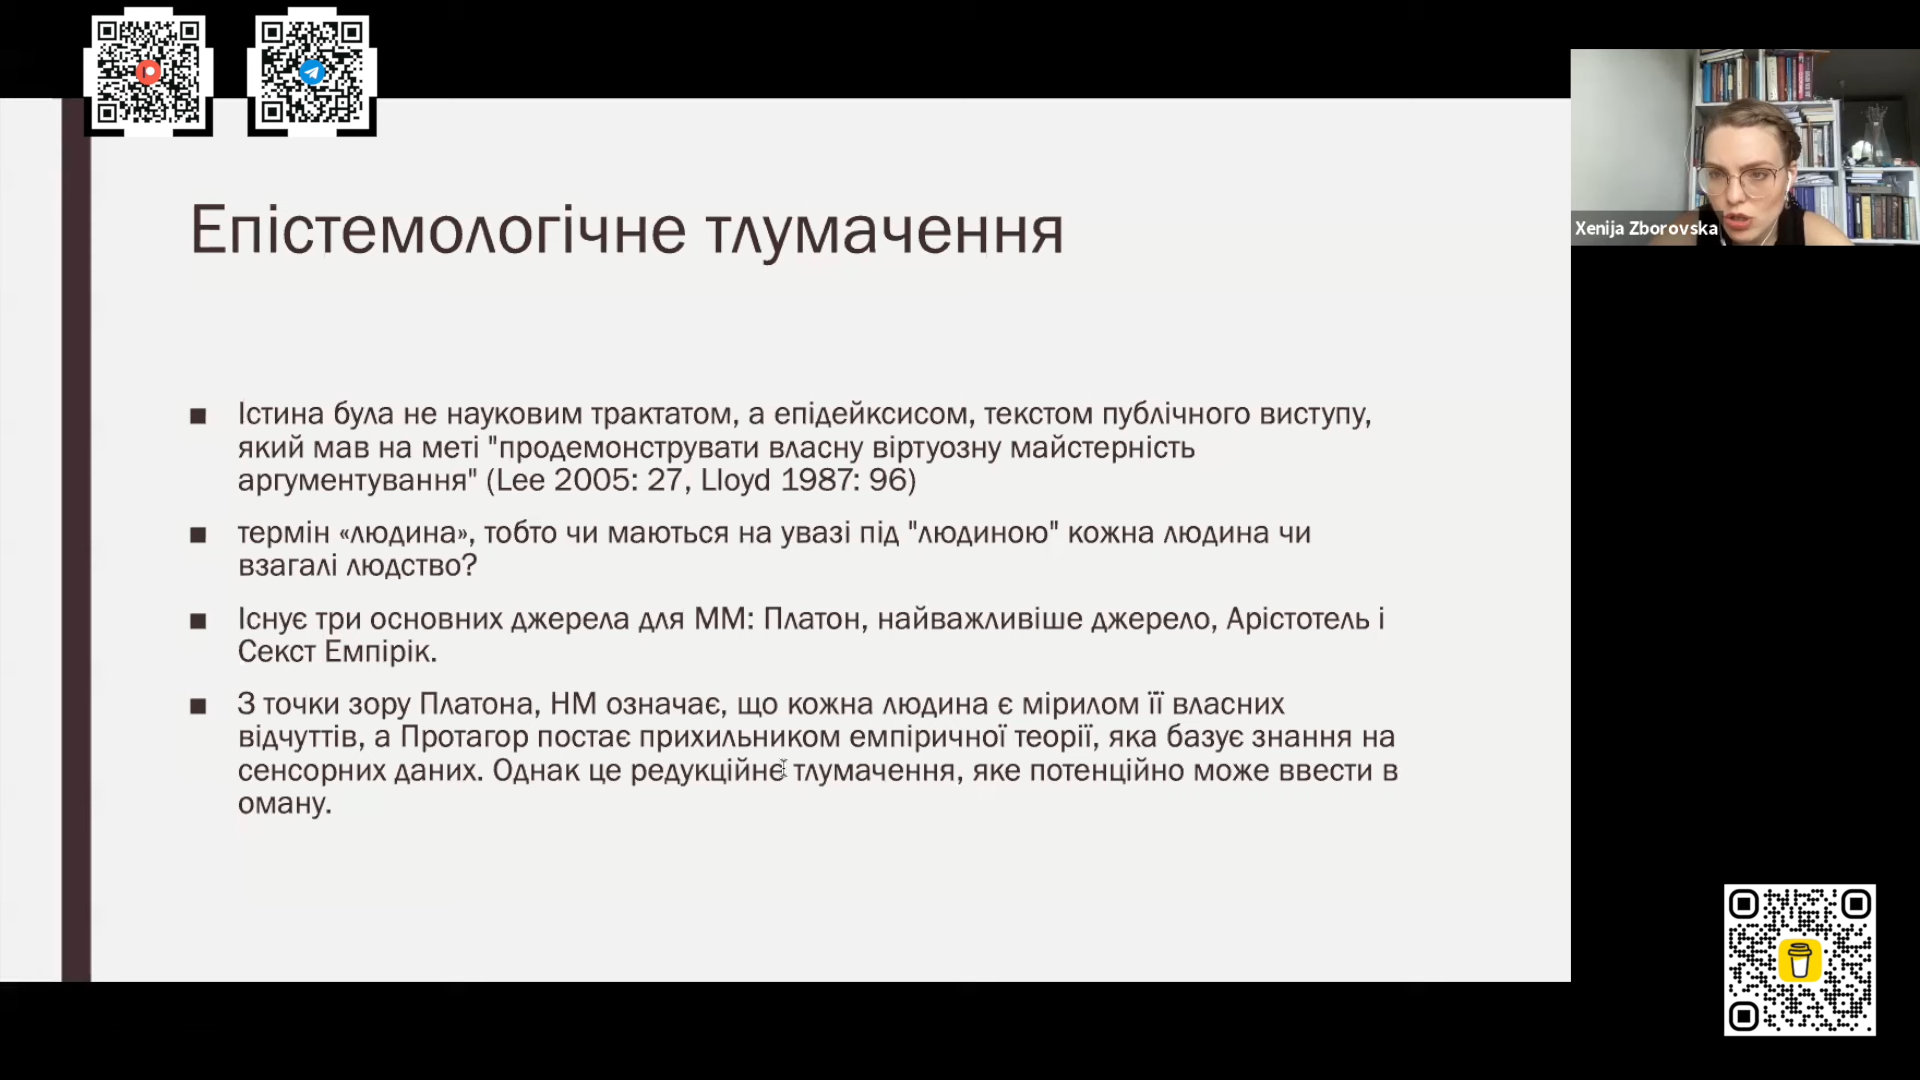 Епістемологічне тлумачення
Xenija Zborovska
■ Істина була не науковим трактатом, а епідейксисом, текстом публічного виступу,
який мав на меті "продемонструвати власну віртуозну майстерність
аргументування" (Lee 2005: 27, Lloyd 1987: 96)
■ термін «людина», тобто чи маються на увазі під "людиною" кожна людина чи
взагалі людство?
■ Існує три основних джерела для ММ: Платон, найважливіше джерело, Арістотель і
Секст Емпірік.
■ З точки зору Платона, НМ означає, що кожна людина є мірилом її власних
відчуттів, а Протагор постає прихильником емпіричної теорії, яка базує знання на
сенсорних даних. Однак це редукційне тлумачення, яке потенційно може ввести в
оману.